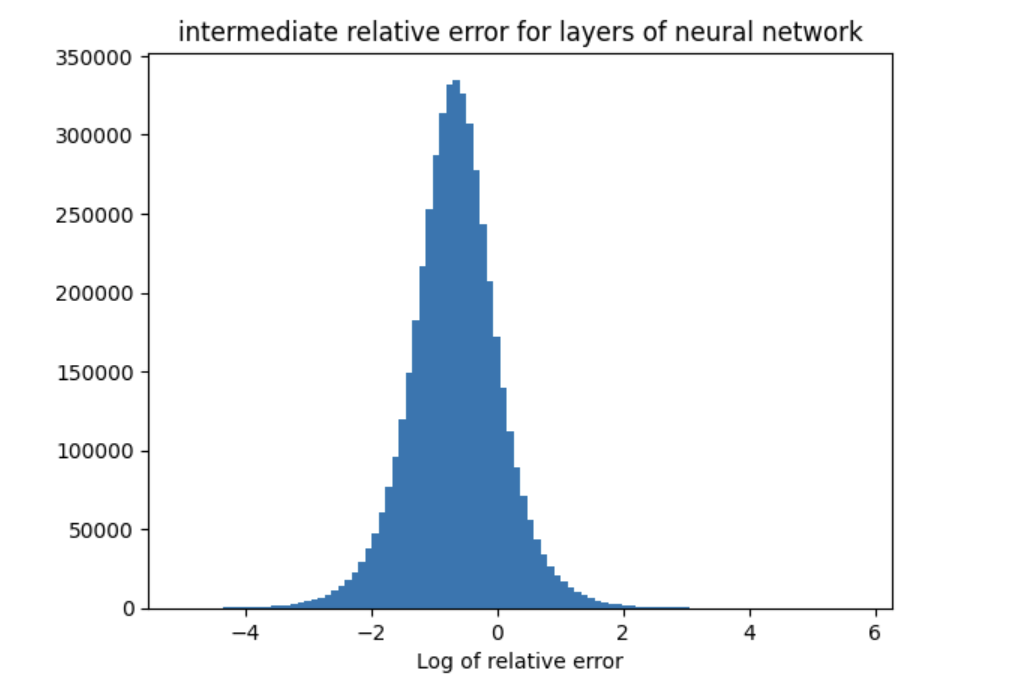 intermediate relative error for layers of neural network
350000
300000
250000
200000
150000
100000
50000
0
−4 −2 0 2 4 6
Log of relative error